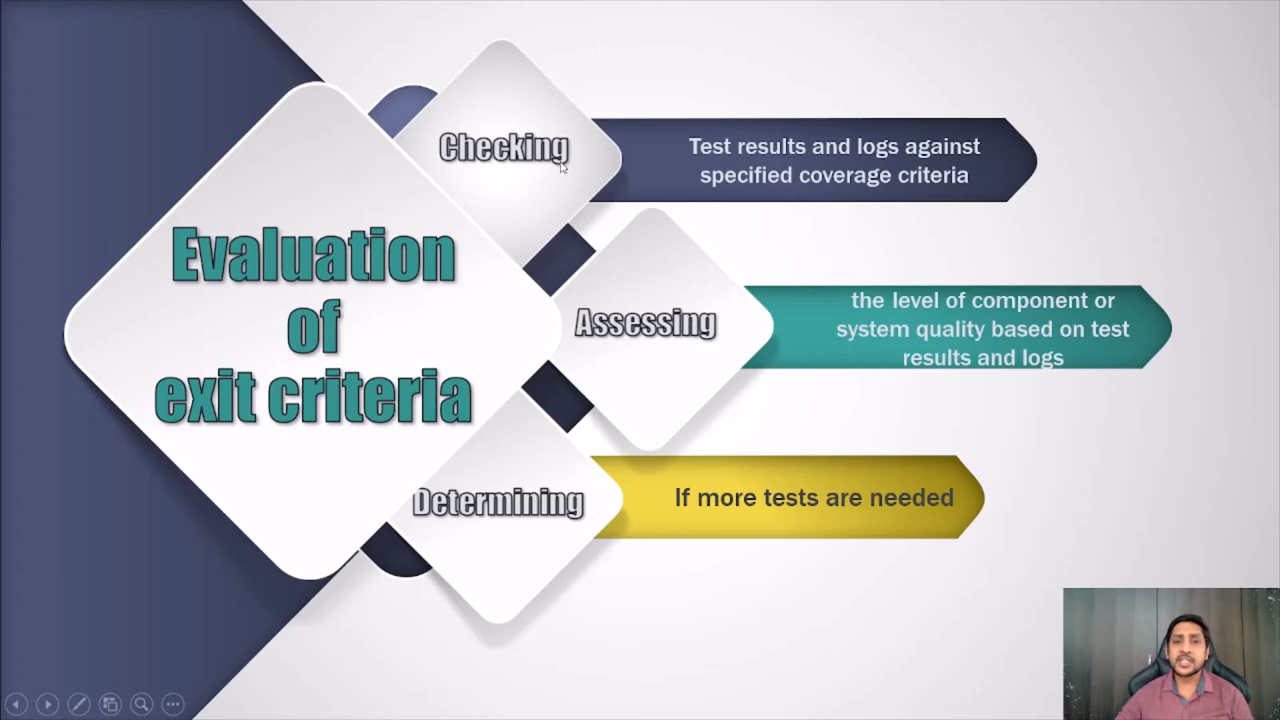 Evaluation
of
exit criteria
Checking
Test results and logs against
specified coverage criteria
Assessing
the level of component or
system quality based on test
results and logs
Determining
If more tests are needed